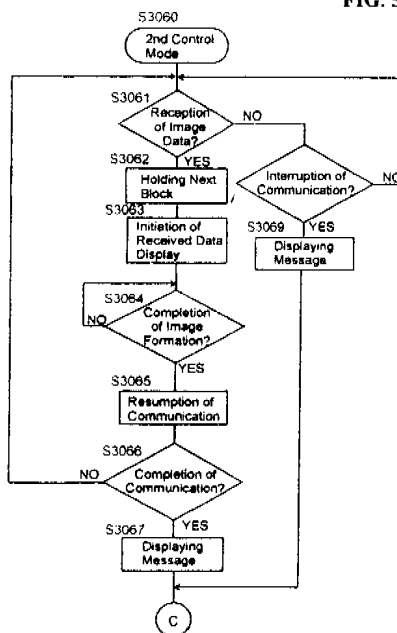 FIG.
S3060
2nd Control
Mode
S3061
Reception
of Image
Data?
NO
S3062
YES
Holding Next
Block
Interruption of
Communication?
NO
S3063
S3069
YES
Initiation of
Received Data
Display
Displaying
Message
S3064
NO
Completion
of Image
Formation?
YES
S3065
Resumption of
Communication
S3066
NO
Completion of
Communication?
YES
S3067
Displaying
Message
C